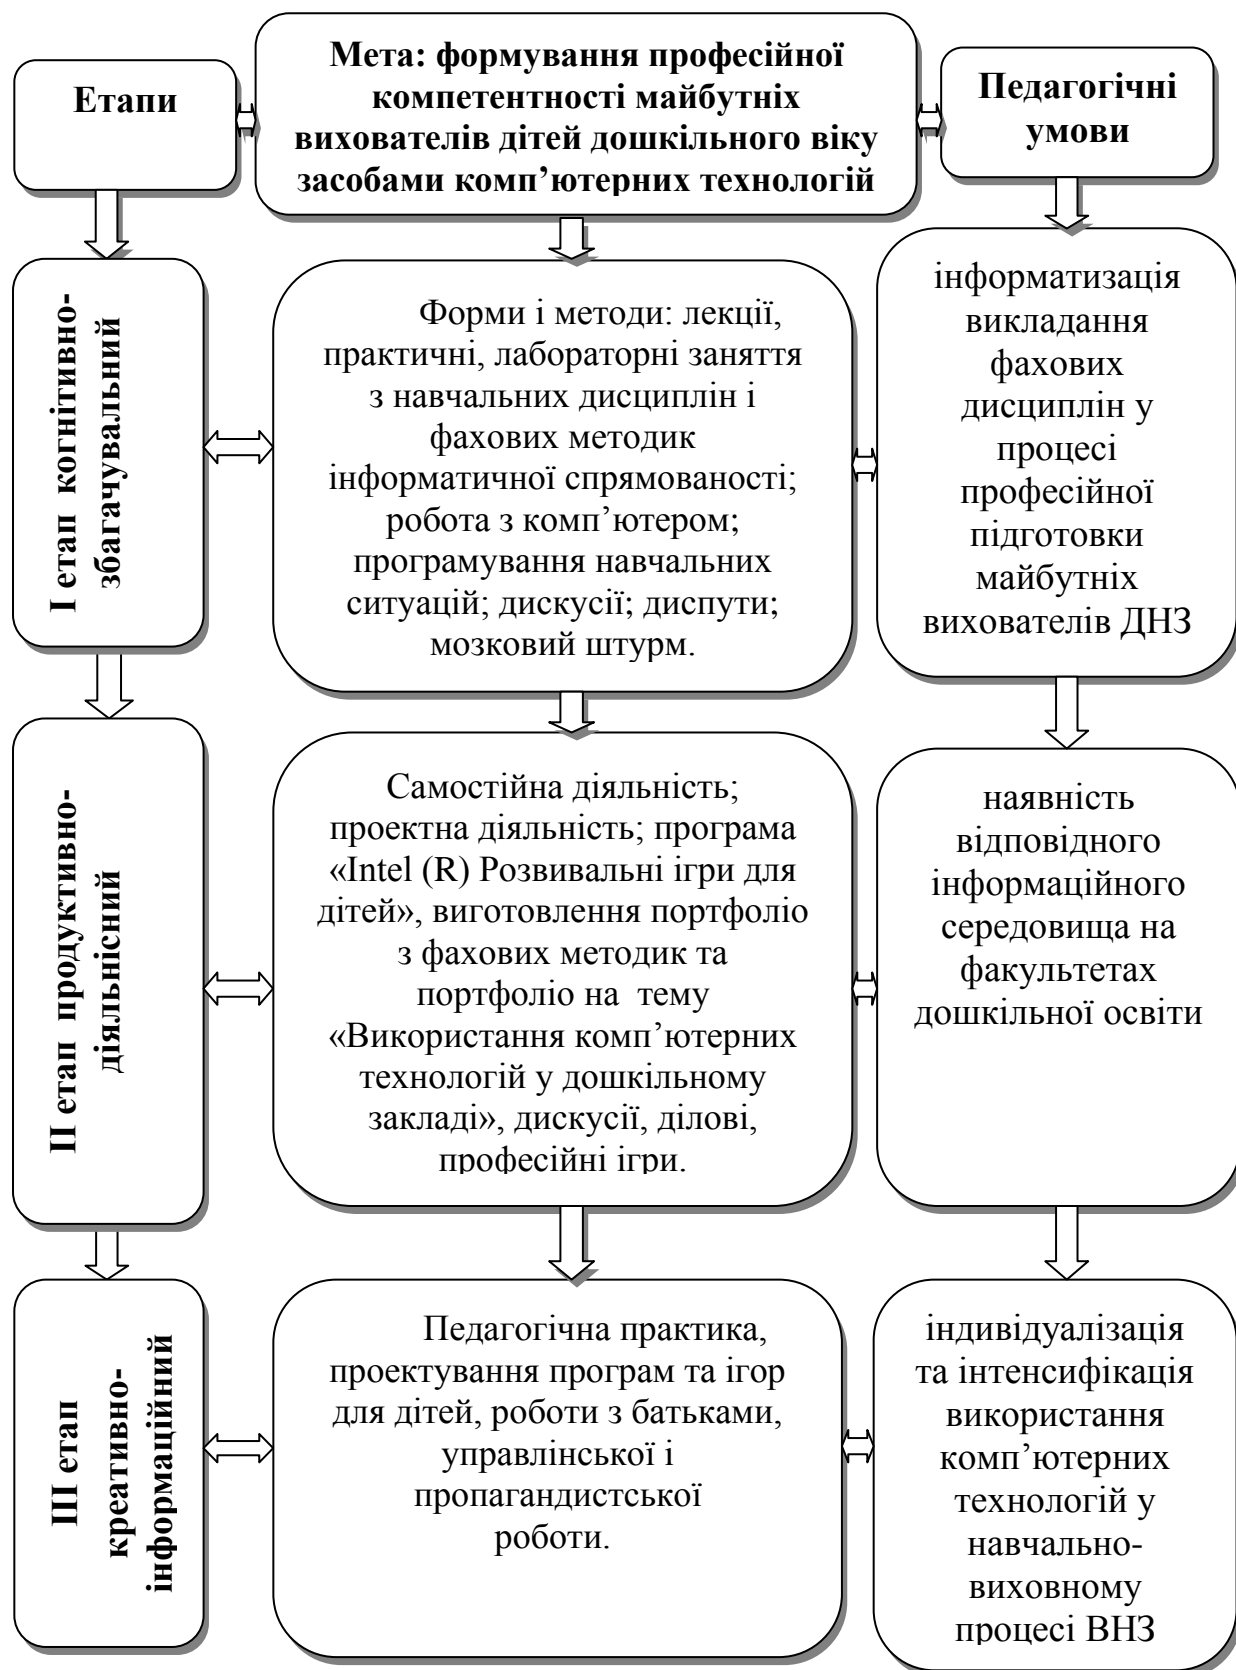 Етапи
Мета: формування професійної
компетентності майбутніх
вихователів дітей дошкільного віку
засобами комп’ютерних технологій
Педагогічні
умови
І етап когнітивно-
збагачувальний
Форми і методи: лекції,
практичні, лабораторні заняття
з навчальних дисциплін і
фахових методик
інформатичної спрямованості;
робота з комп’ютером;
програмування навчальних
ситуацій; дискусії; диспути;
мозковий штурм.
інформатизація
викладання
фахових
дисциплін у
процесі
професійної
підготовки
майбутніх
вихователів ДНЗ
ІІ етап продуктивно-
діяльнісний
Самостійна діяльність;
проектна діяльність; програма
«Intel (R) Розвивальні ігри для
дітей», виготовлення портфоліо
з фахових методик та
портфоліо на тему
«Використання комп’ютерних
технологій у дошкільному
закладі», дискусії, ділові,
професійні ігри.
наявність
відповідного
інформаційного
середовища на
факультетах
дошкільної освіти
ІІІ етап
креативно-
інформаційний
Педагогічна практика,
проектування програм та ігор
для дітей, роботи з батьками,
управлінської і
пропагандистської
роботи.
індивідуалізація
та інтенсифікація
використання
комп’ютерних
технологій у
навчально-
виховному
процесі ВНЗ